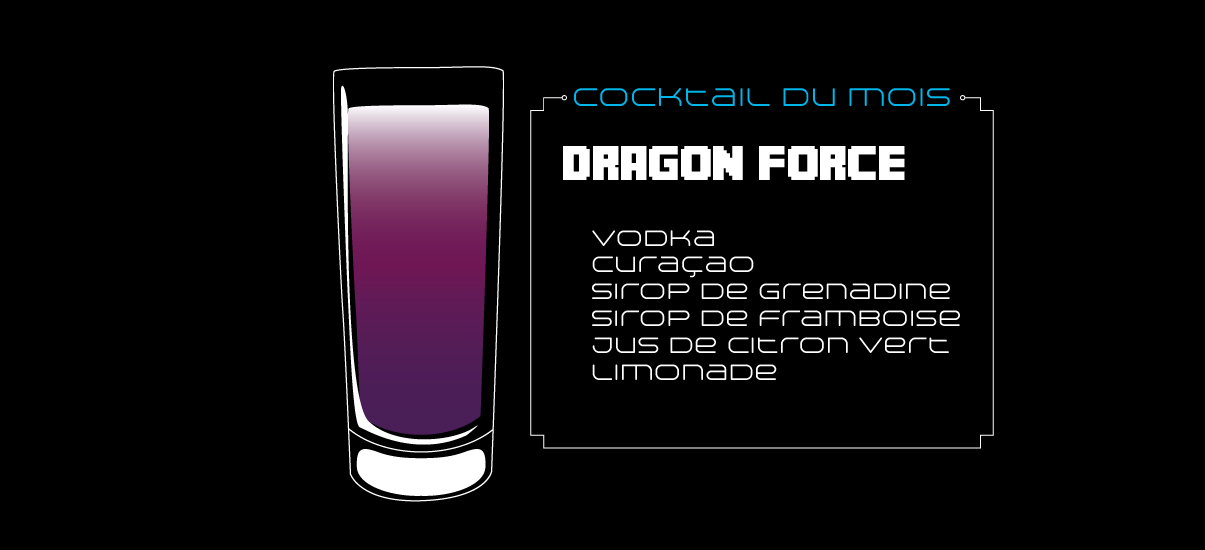 COCKTAIL DU MOIS
DRAGON FORCE
VODKA
CURAÇAO
SIROP DE GRENADINE
SIROP DE FRAMBOISE
JUS DE CITRON VERT
LIMONADE